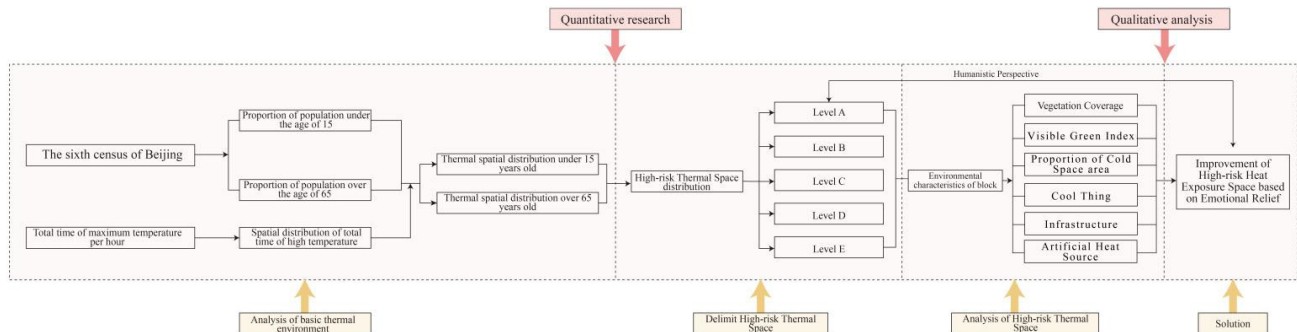 Quantitative research
Qualitative analysis
Humanistic Perspective
The sixth census of Beijing
Proportion of population under
the age of 15
Proportion of population over
the age of 65
Total time of maximum temperature
per hour
Spatial distribution of total
time of high temperature
Thermal spatial distribution under 15
years old
Thermal spatial distribution over 65
years old
High-risk Thermal Space
distribution
Level A
Level B
Level C
Level D
Level E
Environmental
characteristics of block
Vegetation Coverage
Visible Green Index
Proportion of Cold
Space area
Cool Thing
Infrastructure
Artificial Heat
Source
Improvement of
High-risk Heat
Exposure Space based
on Emotional Relief
Analysis of basic thermal
environment
Delimit High-risk Thermal
Space
Analysis of High-risk Thermal
Space
Solution